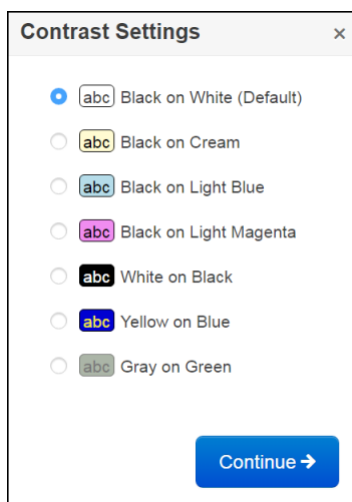 Contrast Settings ×
abc Black on White (Default)
abc Black on Cream
abc Black on Light Blue
abc Black on Light Magenta
abc White on Black
abc Yellow on Blue
abc Gray on Green
Continue →